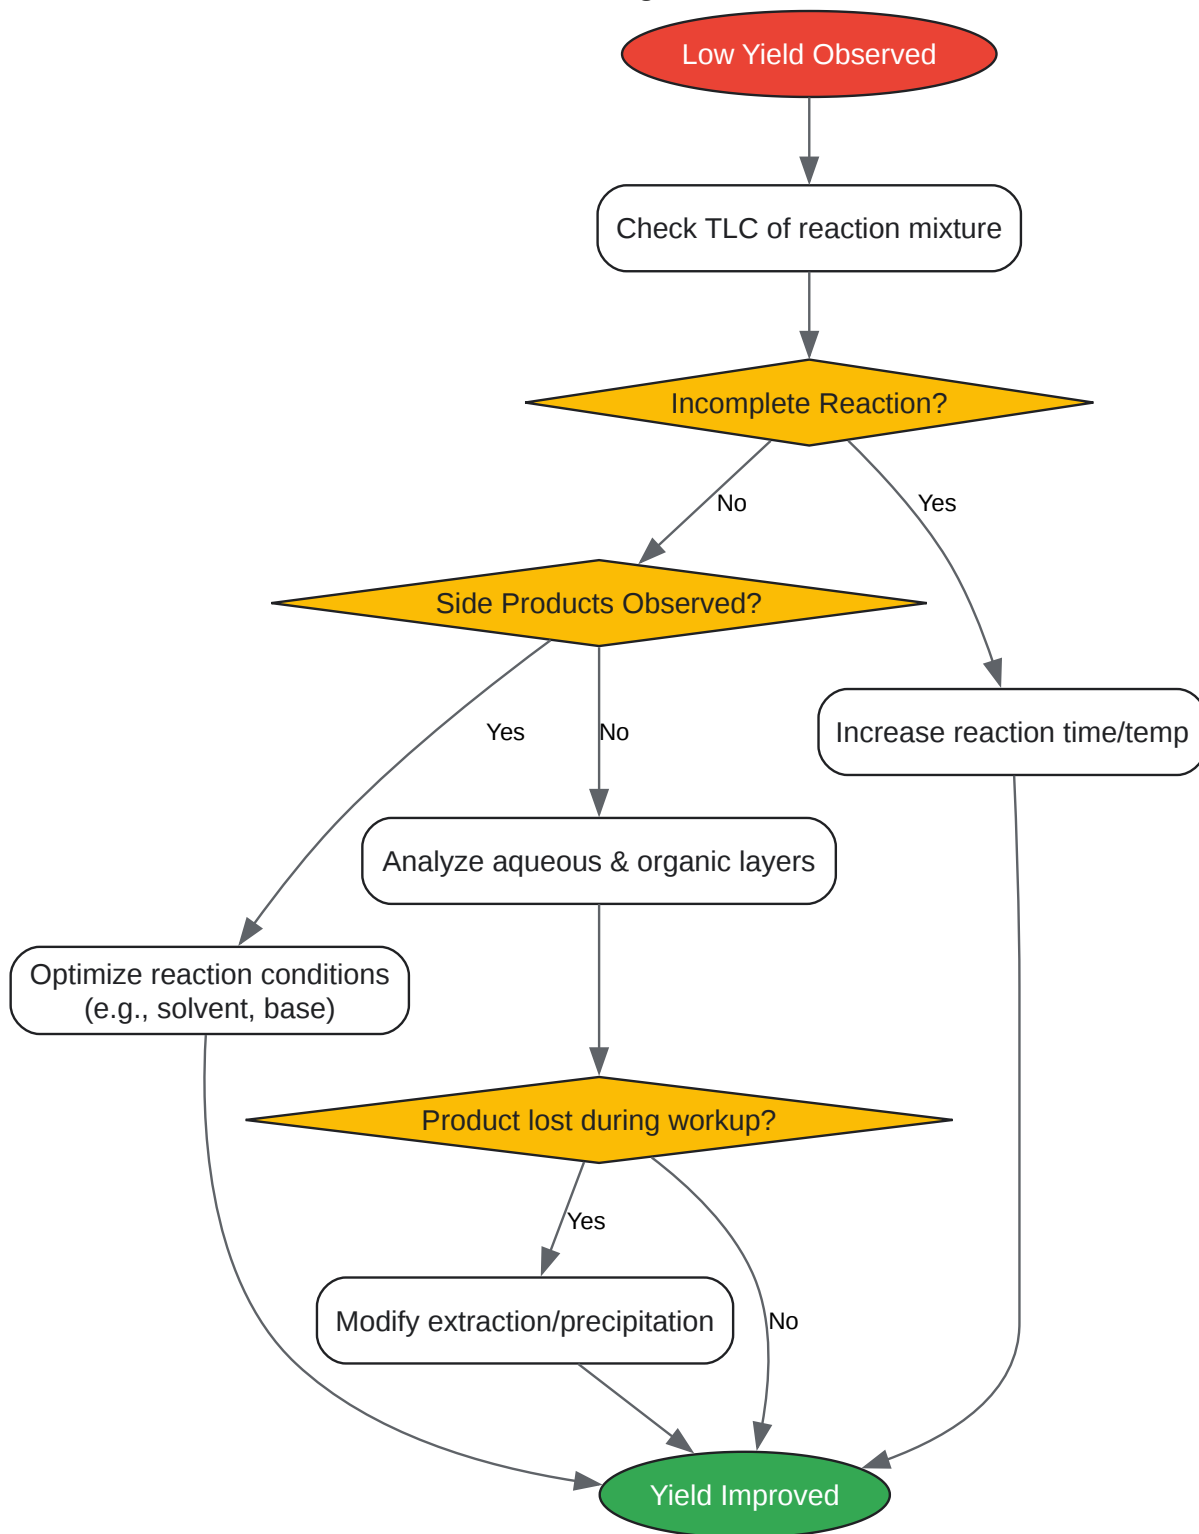 Low Yield Observed
Check TLC of reaction mixture
Incomplete Reaction?
No
Yes
Side Products Observed?
Yes
No
Increase reaction time/temp
Analyze aqueous & organic layers
Optimize reaction conditions
(e.g., solvent, base)
Product lost during workup?
Yes
Modify extraction/precipitation
No
Yield Improved